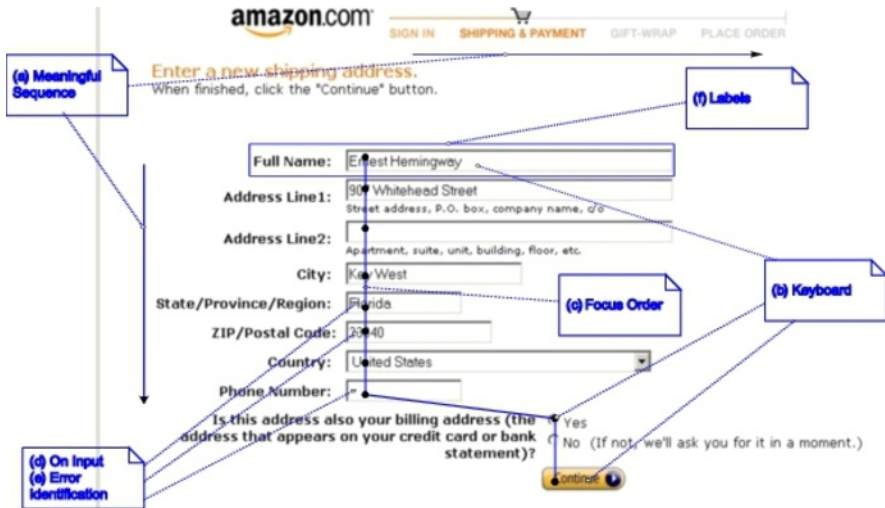 amazon.com
SIGN IN SHIPPING & PAYMENT GIFT-WRAP PLACE ORDER
(a) Meaningful
Sequence
Enter a new shipping address.
When finished, click the "Continue" button.
(f) Labels
Full Name: Ernest Hemingway
Address Line1: 907 Whitehead Street
Street address, P.O. box, company name, c/o
Address Line2:
Apartment, suite, unit, building, floor, etc.
City: Key West
(b) Keyboard
State/Province/Region: Florida
(c) Focus Order
ZIP/Postal Code:
Country: United States
Phone Number: -
Is this address also your billing address (the
address that appears on your credit card or bank
statement)?
Yes
No (If not, we'll ask you for it in a moment.)
(d) On Input
(e) Error
Identification
Continue